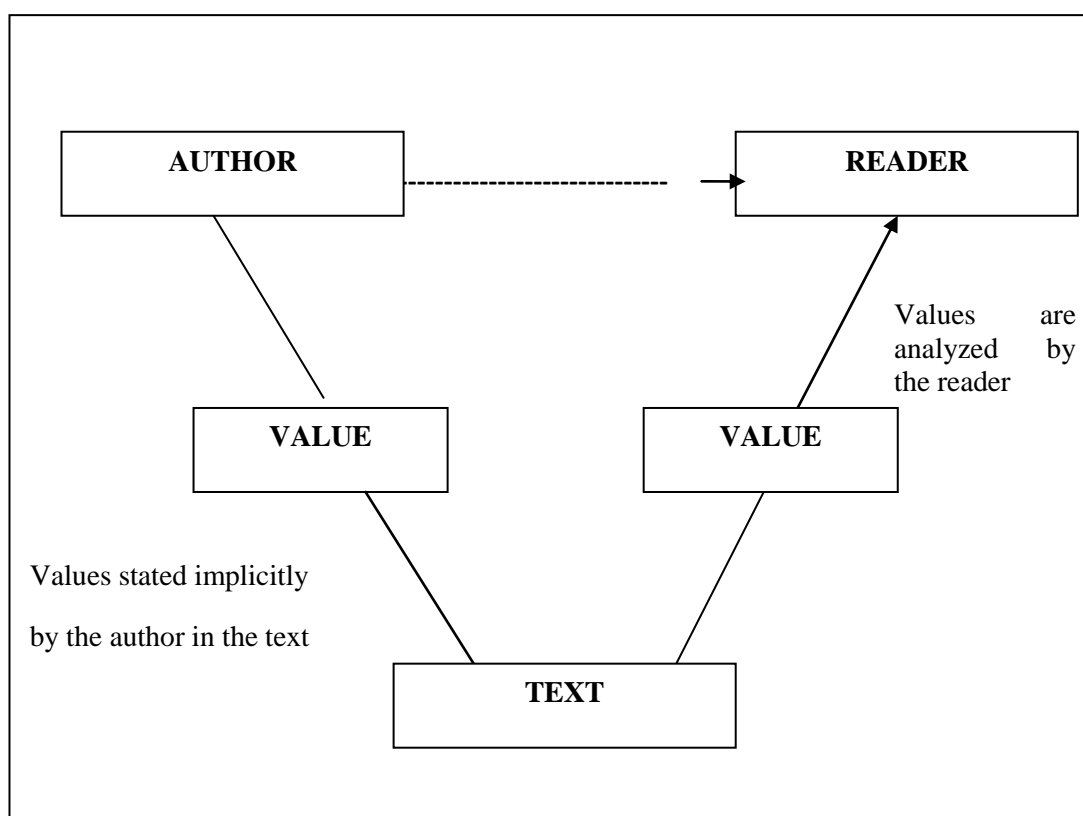 AUTHOR
READER
Values are
analyzed by
the reader
VALUE
VALUE
Values stated implicitly
by the author in the text
TEXT